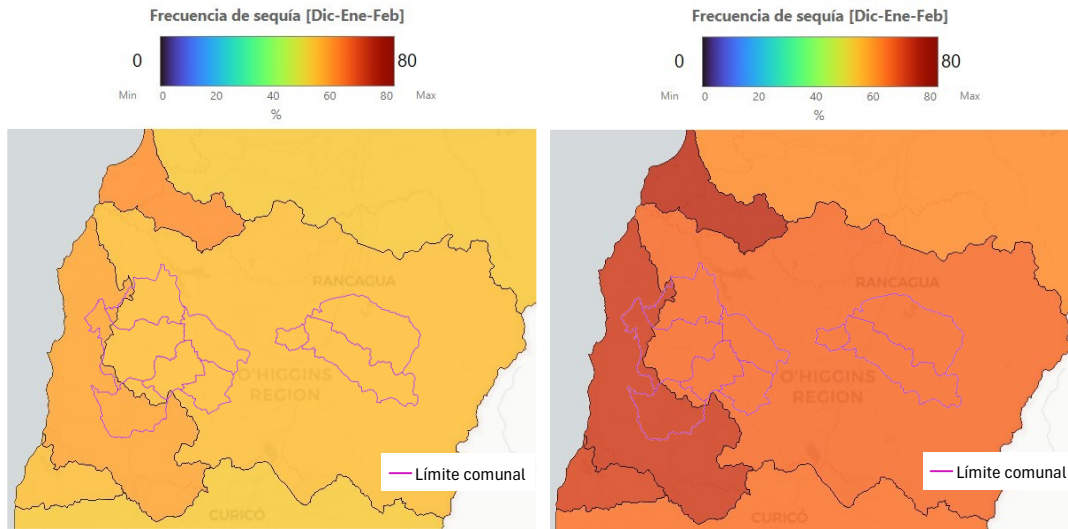 Frecuencia de sequía [Dic-Ene-Feb]
0
80
Min
0
20
40
60
80
Max
%
RANCAGUA
O'HIGGINS
REGION
CURICÓ
Límite comunal
Frecuencia de sequía [Dic-Ene-Feb]
0
80
Min
0
20
40
60
80
Max
%
RANCAGUA
O'HIGGINS
REGION
CURICÓ
Límite comunal